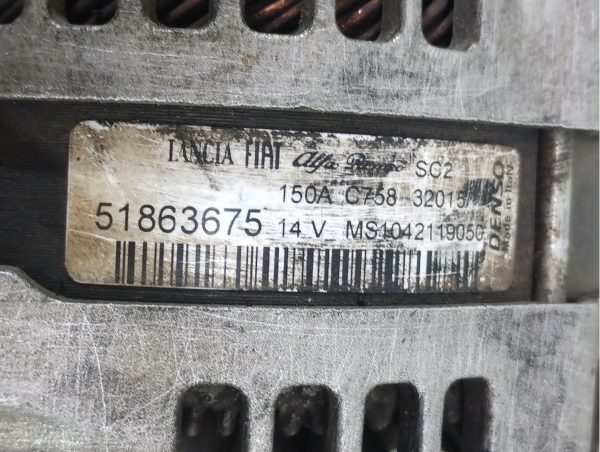 LANCIA FIAT Alfa Romeo SC2
150A C758 32015
51863675 14 V MS1042119050
DENSO
Made in Italy